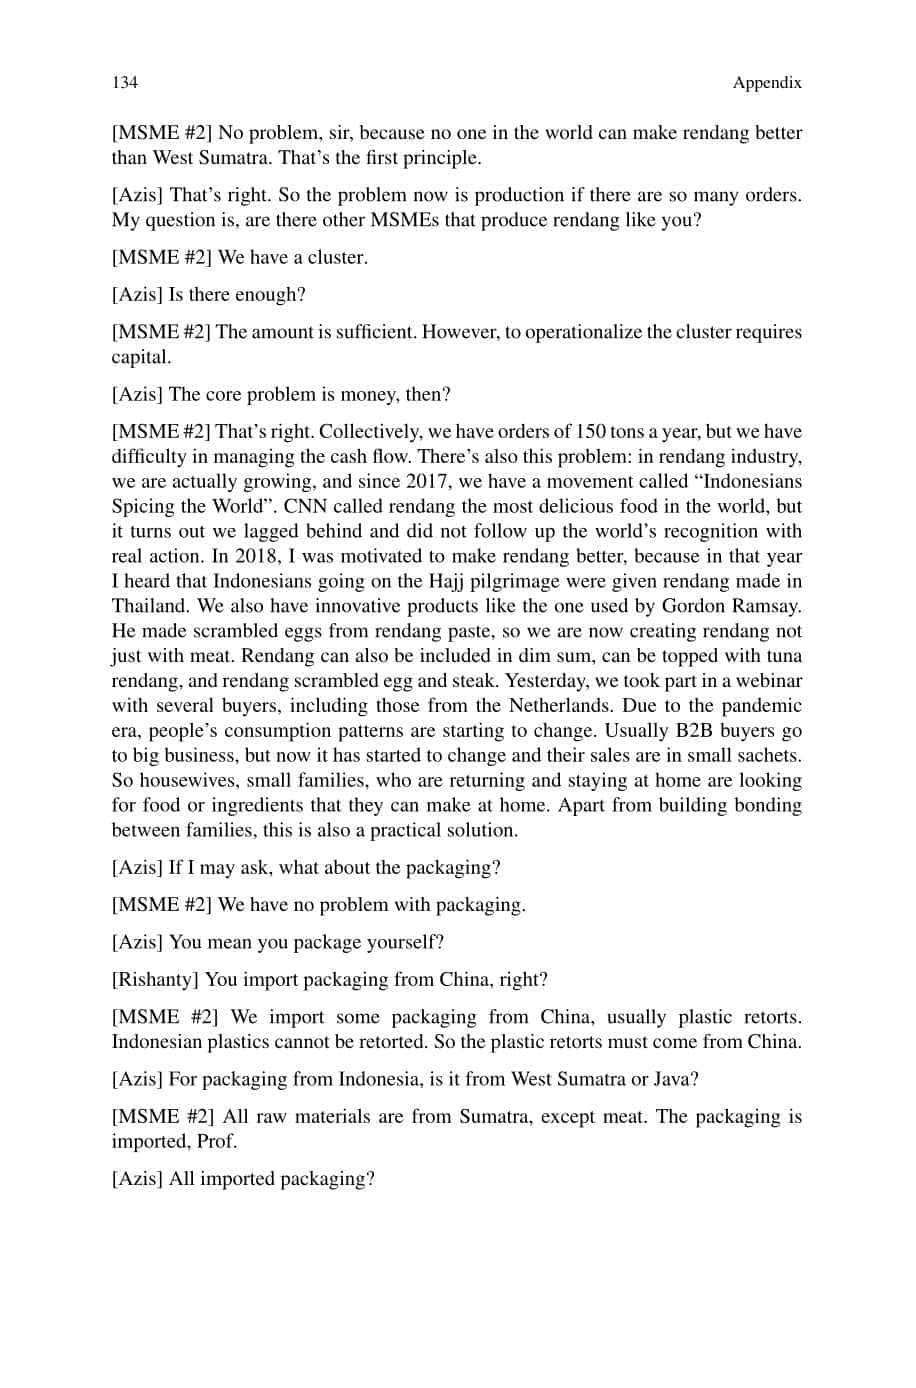 134
Appendix
[MSME #2] No problem, sir, because no one in the world can make rendang better
than West Sumatra. That’s the first principle.
[Azis] That’s right. So the problem now is production if there are so many orders.
My question is, are there other MSMEs that produce rendang like you?
[MSME #2] We have a cluster.
[Azis] Is there enough?
[MSME #2] The amount is sufficient. However, to operationalize the cluster requires
capital.
[Azis] The core problem is money, then?
[MSME #2] That’s right. Collectively, we have orders of 150 tons a year, but we have
difficulty in managing the cash flow. There’s also this problem: in rendang industry,
we are actually growing, and since 2017, we have a movement called “Indonesians
Spicing the World”. CNN called rendang the most delicious food in the world, but
it turns out we lagged behind and did not follow up the world’s recognition with
real action. In 2018, I was motivated to make rendang better, because in that year
I heard that Indonesians going on the Hajj pilgrimage were given rendang made in
Thailand. We also have innovative products like the one used by Gordon Ramsay.
He made scrambled eggs from rendang paste, so we are now creating rendang not
just with meat. Rendang can also be included in dim sum, can be topped with tuna
rendang, and rendang scrambled egg and steak. Yesterday, we took part in a webinar
with several buyers, including those from the Netherlands. Due to the pandemic
era, people’s consumption patterns are starting to change. Usually B2B buyers go
to big business, but now it has started to change and their sales are in small sachets.
So housewives, small families, who are returning and staying at home are looking
for food or ingredients that they can make at home. Apart from building bonding
between families, this is also a practical solution.
[Azis] If I may ask, what about the packaging?
[MSME #2] We have no problem with packaging.
[Azis] You mean you package yourself?
[Rishanty] You import packaging from China, right?
[MSME #2] We import some packaging from China, usually plastic retorts.
Indonesian plastics cannot be retorted. So the plastic retorts must come from China.
[Azis] For packaging from Indonesia, is it from West Sumatra or Java?
[MSME #2] All raw materials are from Sumatra, except meat. The packaging is
imported, Prof.
[Azis] All imported packaging?